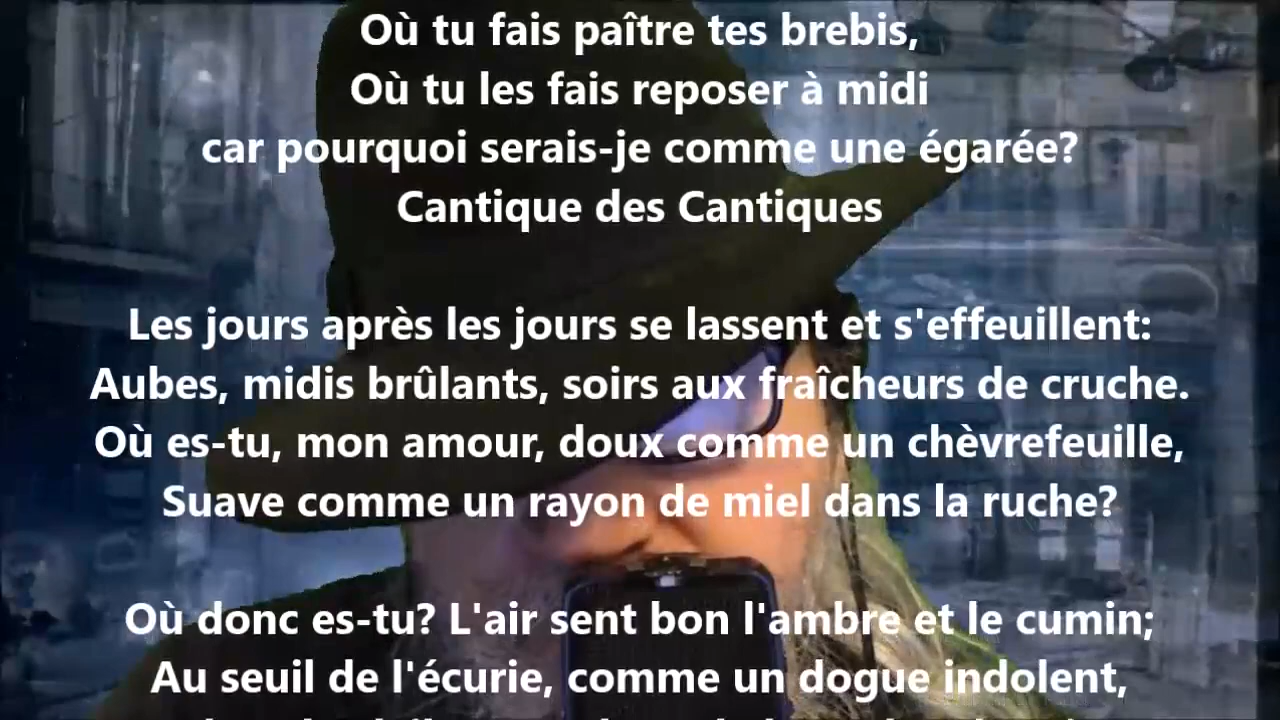 Où tu fais paître tes brebis,
Où tu les fais reposer à midi
car pourquoi serais-je comme une égarée?
Cantique des Cantiques
Les jours après les jours se lassent et s'effeuillent:
Aubes, midis brûlants, soirs aux fraîcheurs de cruche.
Où es-tu, mon amour, doux comme un chèvrefeuille,
Suave comme un rayon de miel dans la ruche?
Où donc es-tu? L'air sent bon l'ambre et le cumin;
Au seuil de l'écurie, comme un dogue indolent,